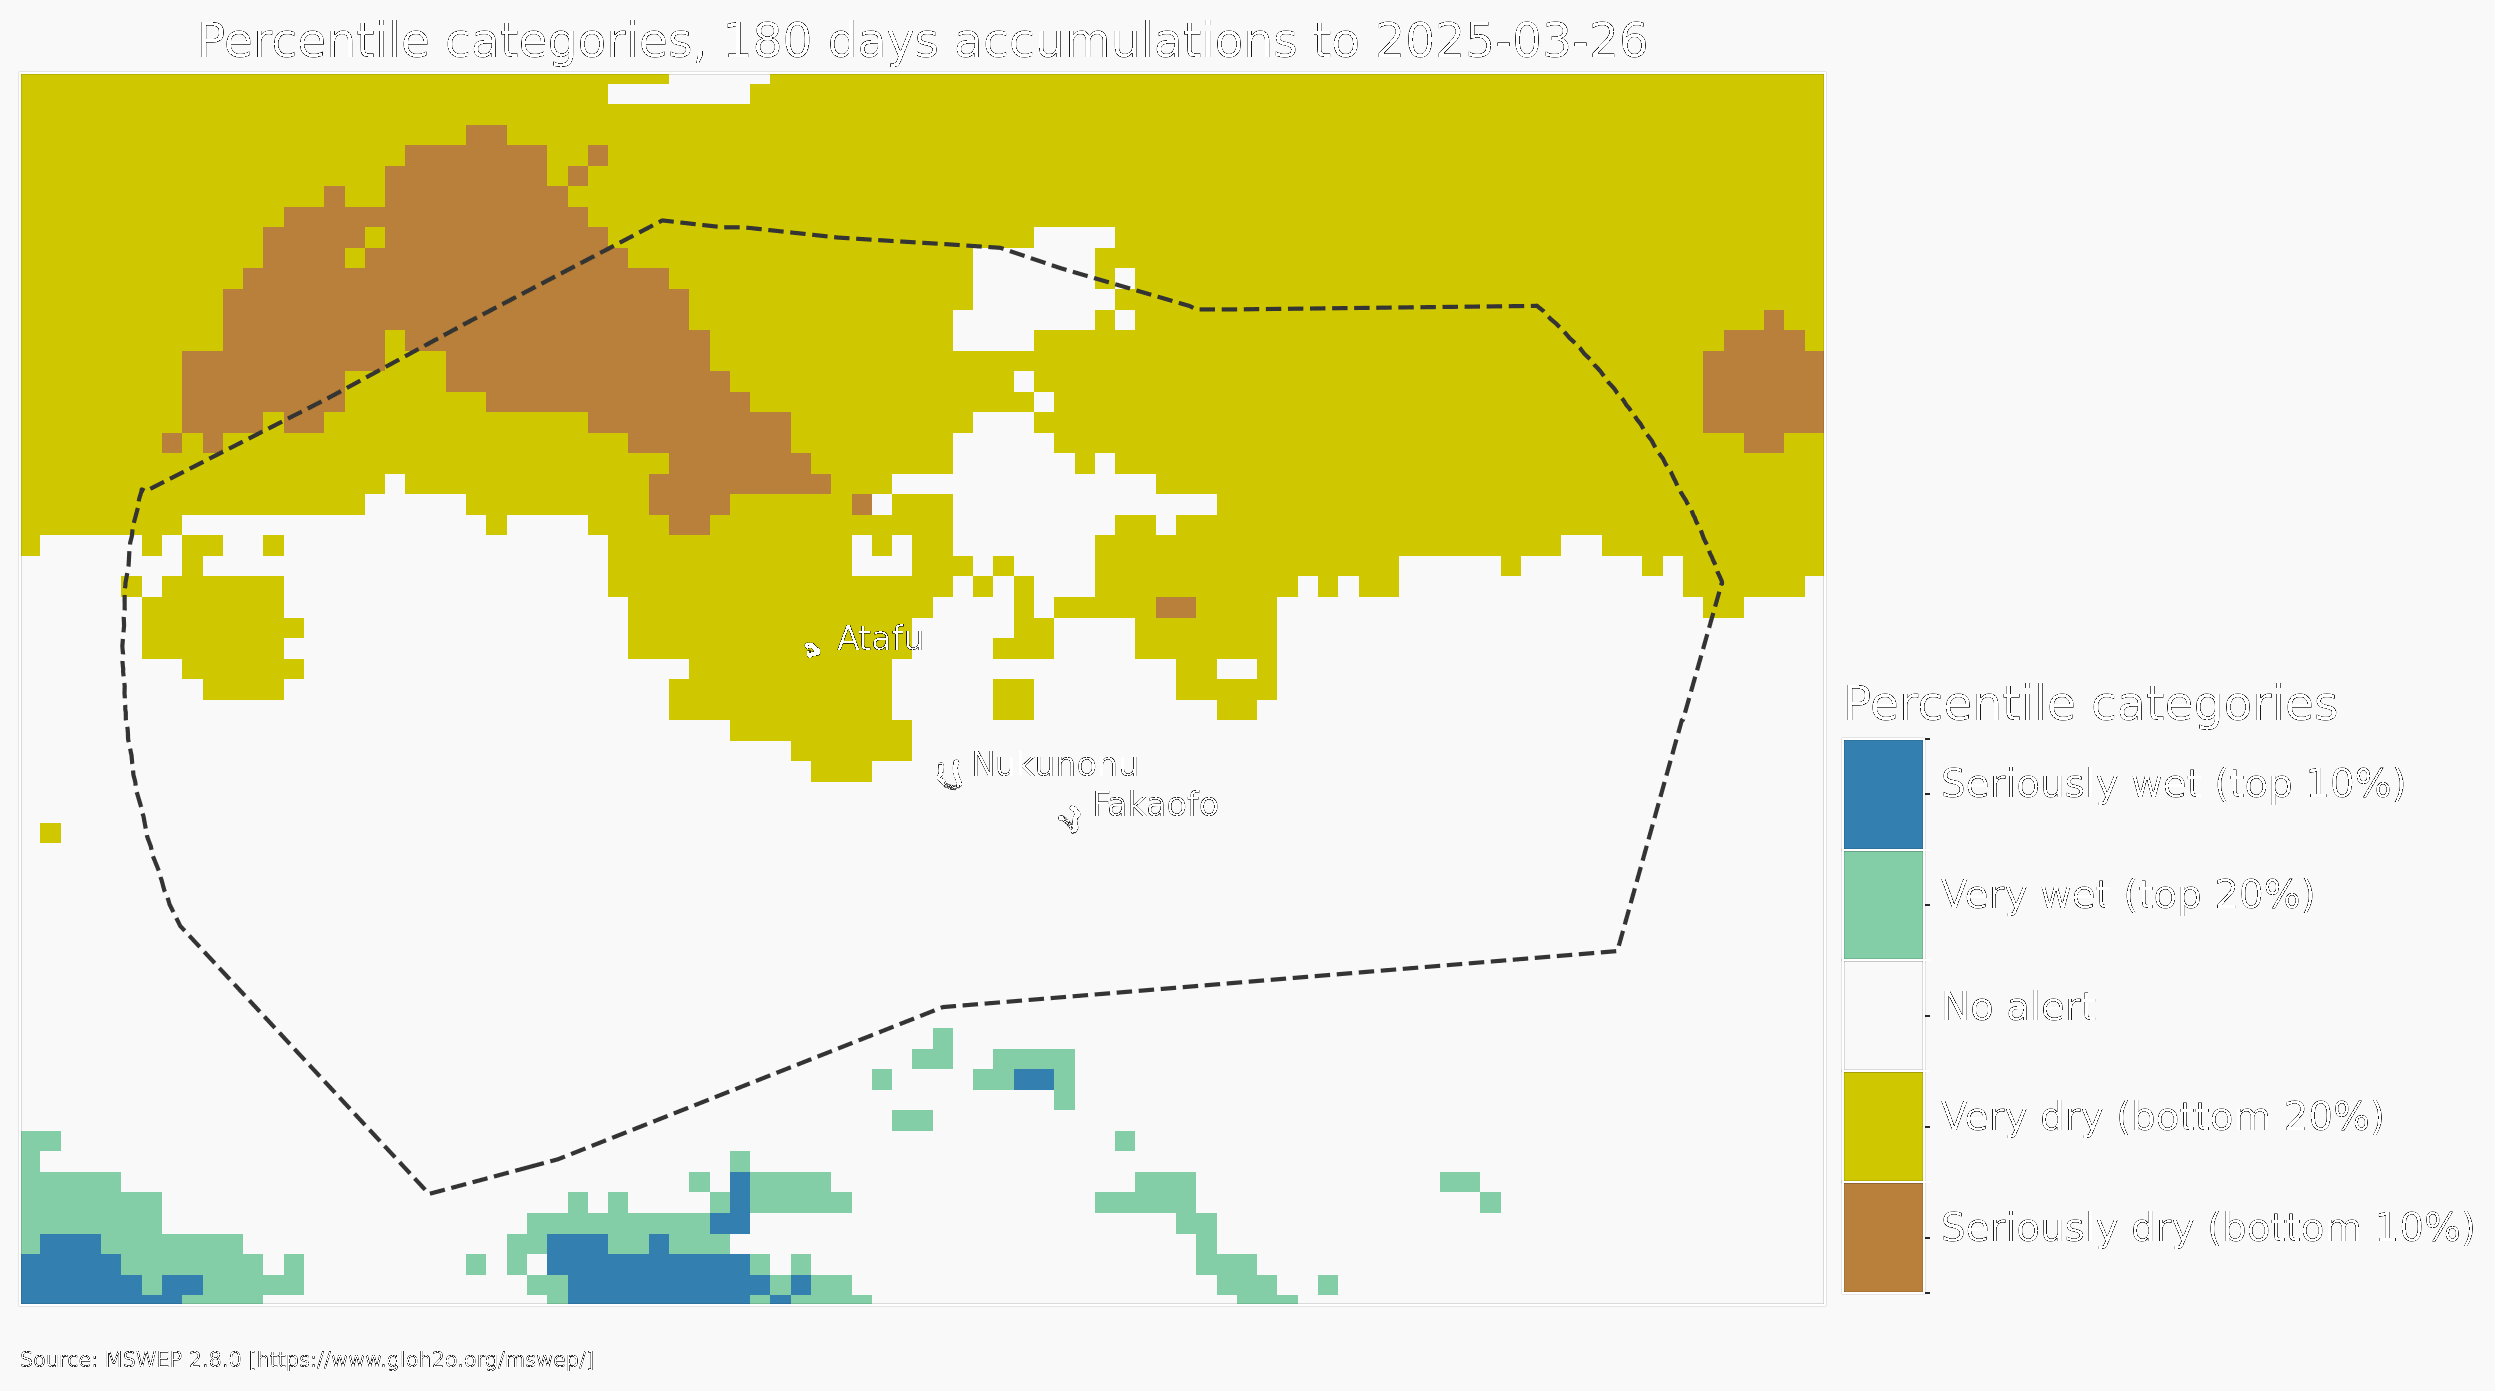 Percentile categories, 180 days accumulations to 2025-03-26
Atafu
Nukunonu
Fakaofo
Percentile categories
Seriously wet (top 10%)
Very wet (top 20%)
No alert
Very dry (bottom 20%)
Seriously dry (bottom 10%)
Source: MSWEP 2.8.0 [https://www.gloh2o.org/mswep/]